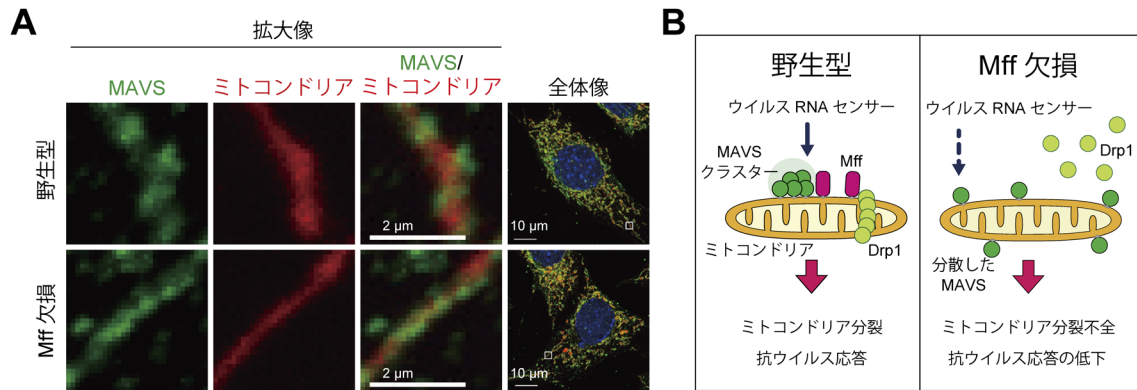 A
拡大像
MAVS
ミトコンドリア
MAVS/
ミトコンドリア
全体像
野生型
2 μm
10 μm
Mff 欠損
2 μm
10 μm
B
野生型
ウイルス RNA センサー
MAVS
クラスター
Mff
ミトコンドリア
Drp1
ミトコンドリア分裂
抗ウイルス応答
Mff 欠損
ウイルス RNA センサー
Drp1
分散した
MAVS
ミトコンドリア分裂不全
抗ウイルス応答の低下